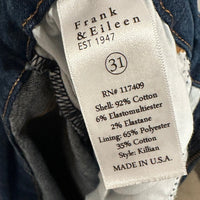 Frank
& Eileen
EST 1947
31
RN# 117409
Shell: 92% Cotton
6% Elastomultiester
2% Elastane
Lining: 65% Polyester
35% Cotton
Style: Killian
MADE IN U.S.A.